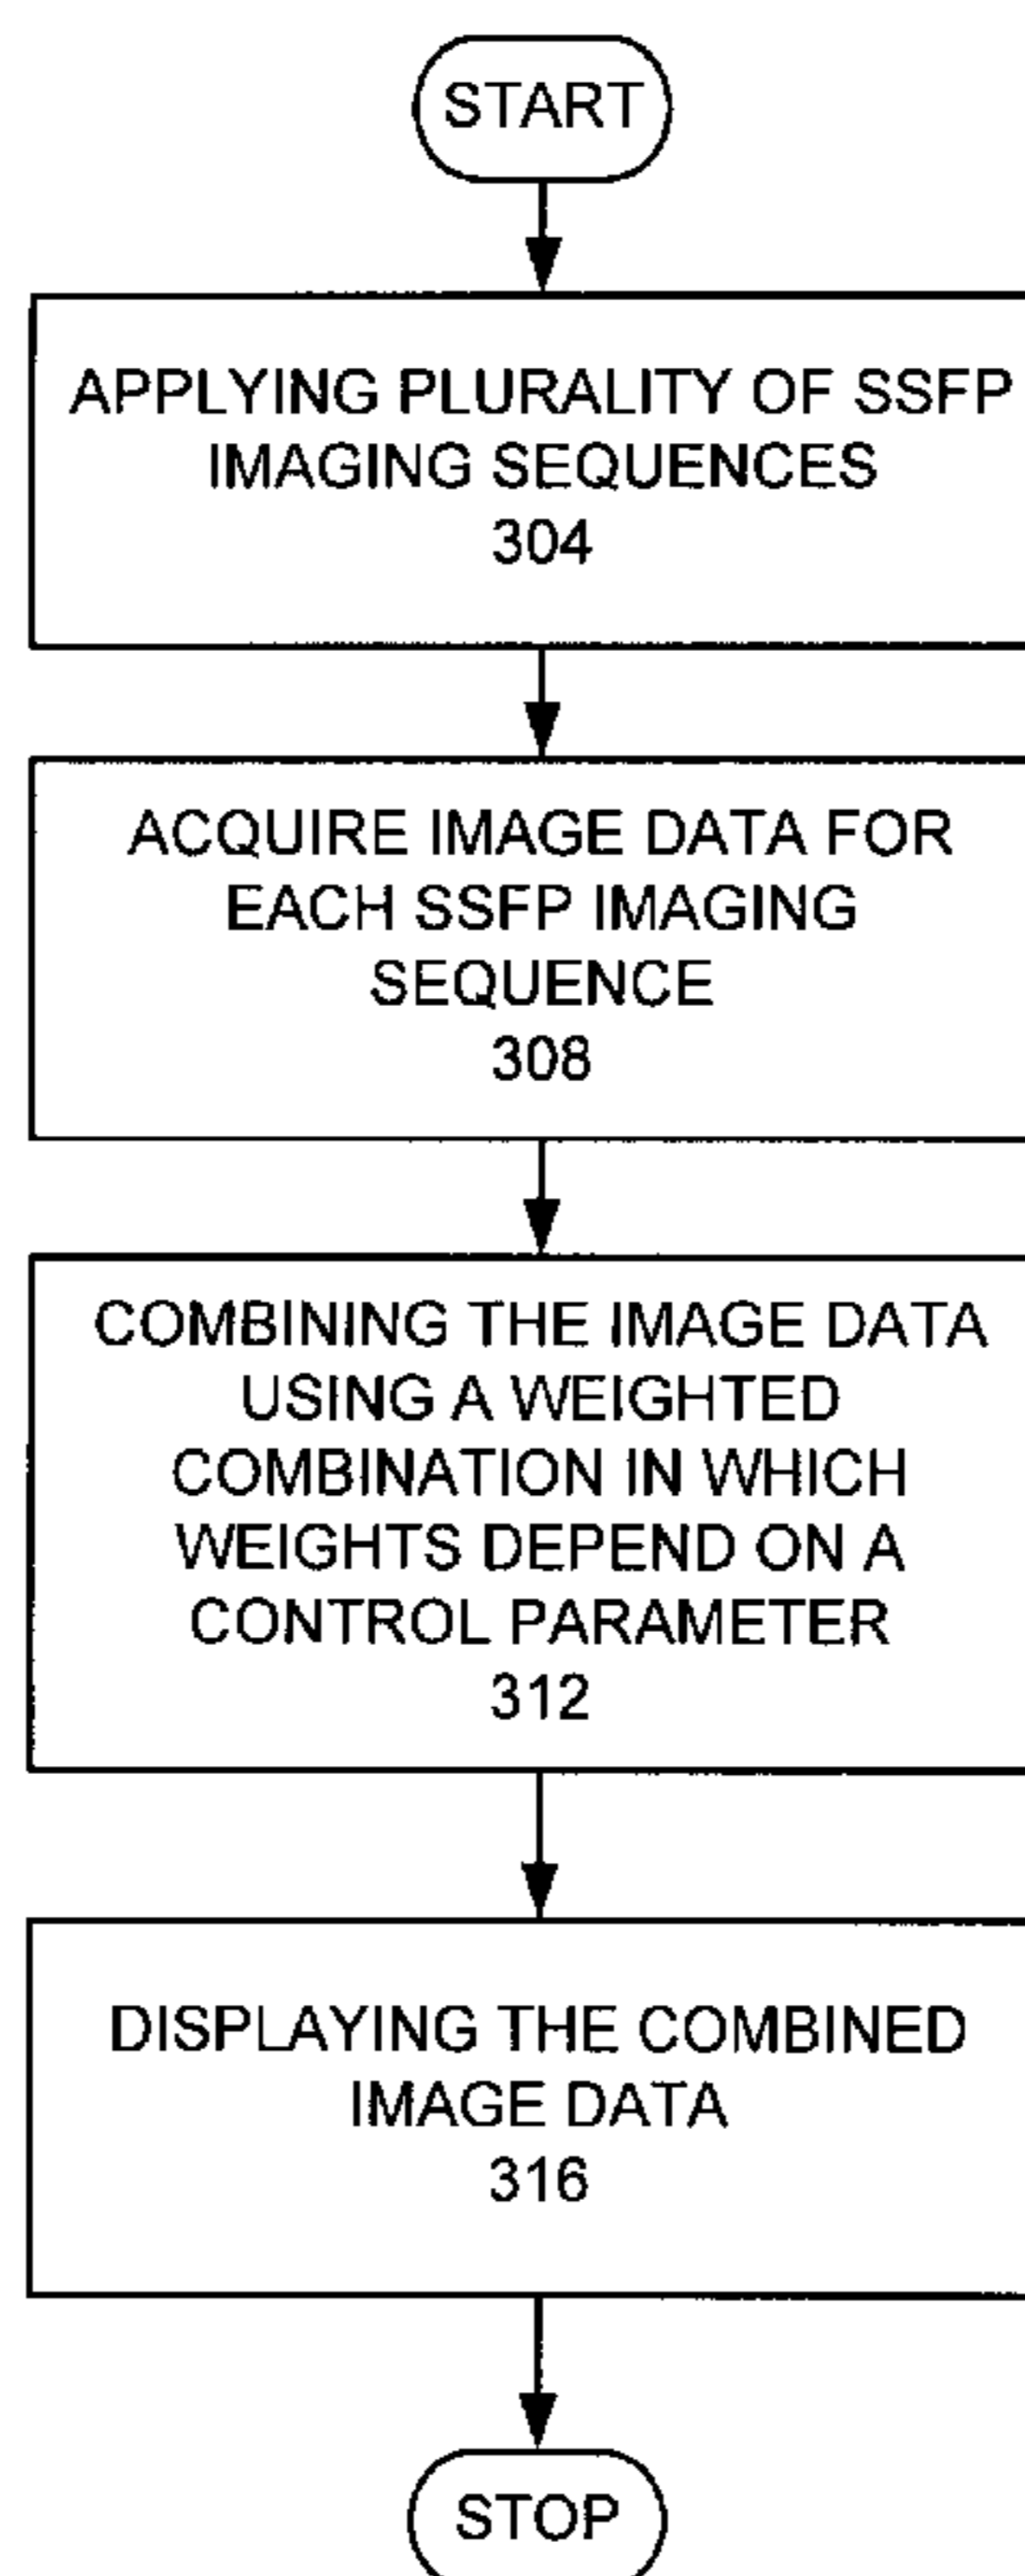 START
APPLYING PLURALITY OF SSFP
IMAGING SEQUENCES
304
ACQUIRE IMAGE DATA FOR
EACH SSFP IMAGING
SEQUENCE
308
COMBINING THE IMAGE DATA
USING A WEIGHTED
COMBINATION IN WHICH
WEIGHTS DEPEND ON A
CONTROL PARAMETER
312
DISPLAYING THE COMBINED
IMAGE DATA
316
STOP